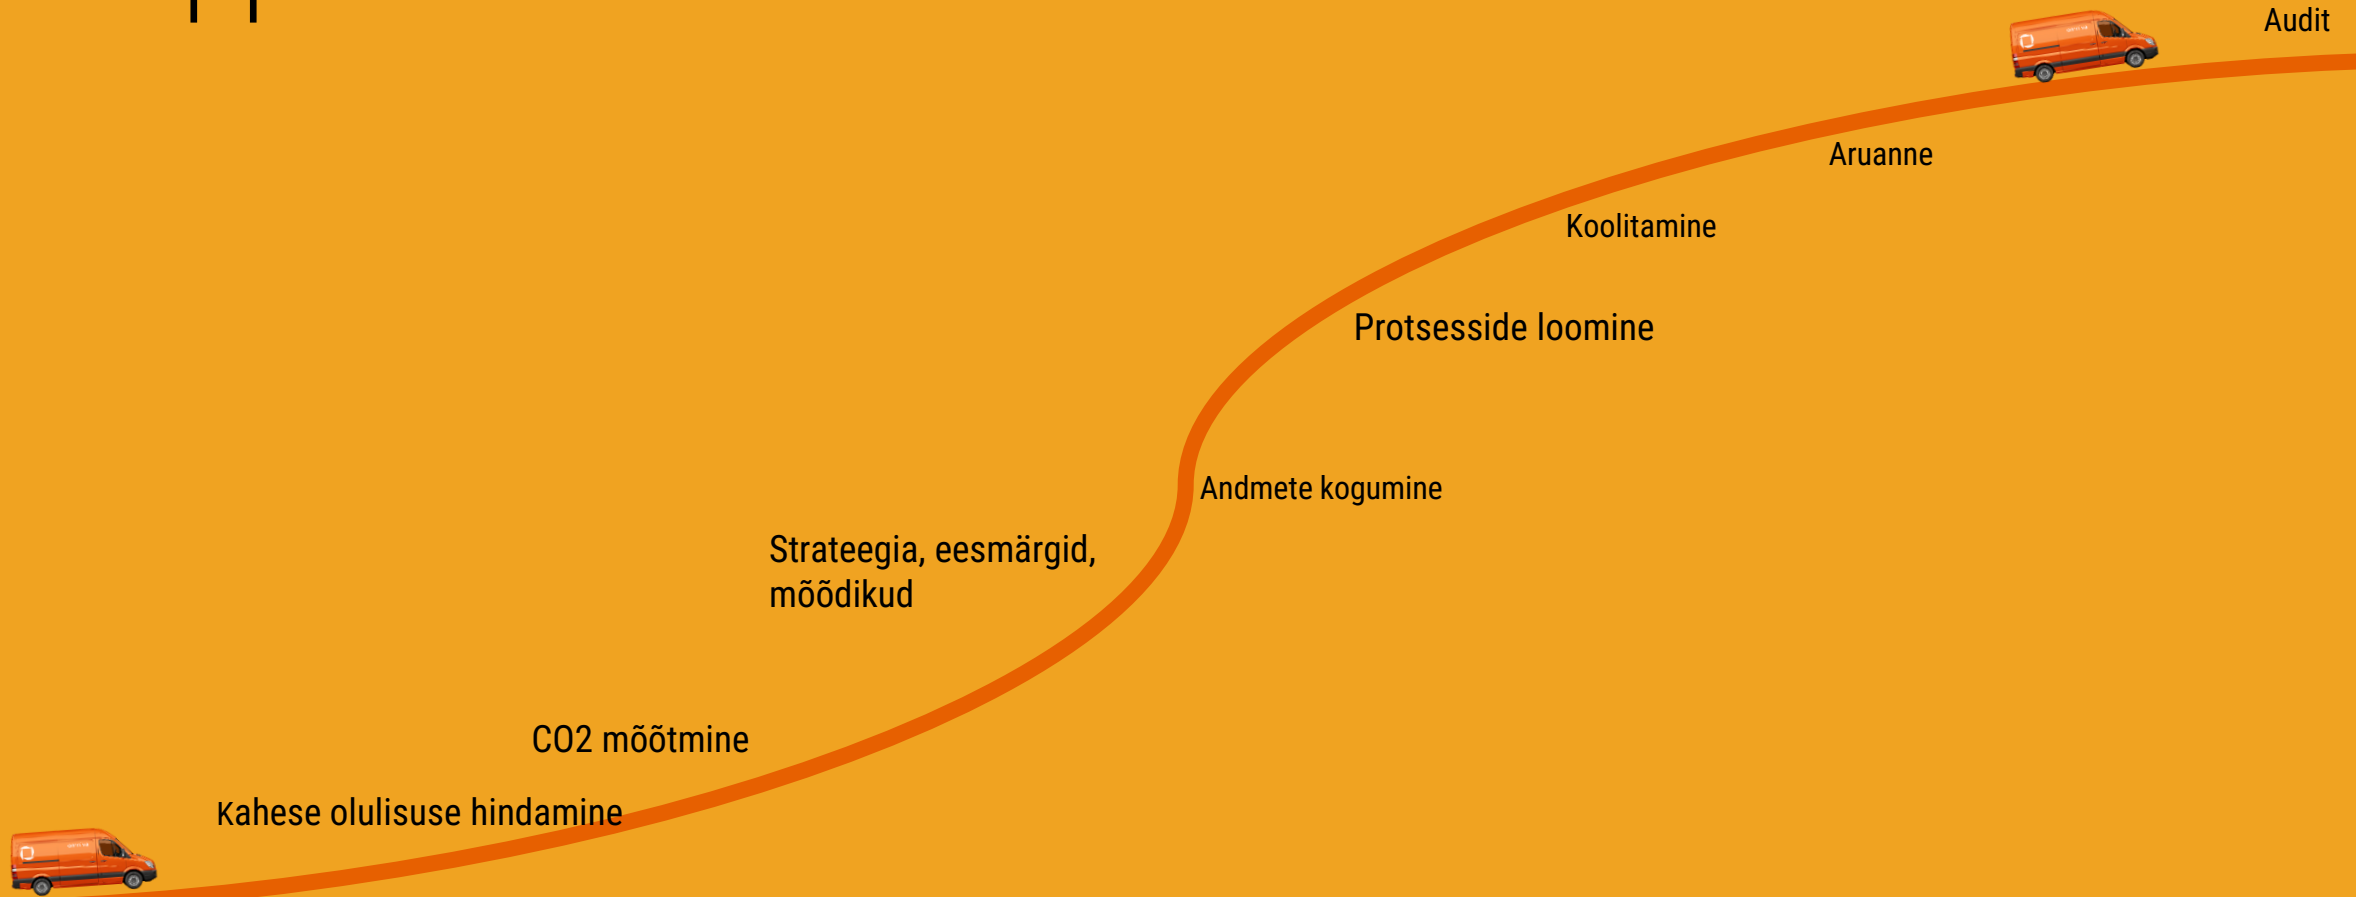 Audit
Aruanne
Koolitamine
Protsesside loomine
Andmete kogumine
Strateegia, eesmärgid,
mõõdikud
CO2 mõõtmine
Kahese olulisuse hindamine